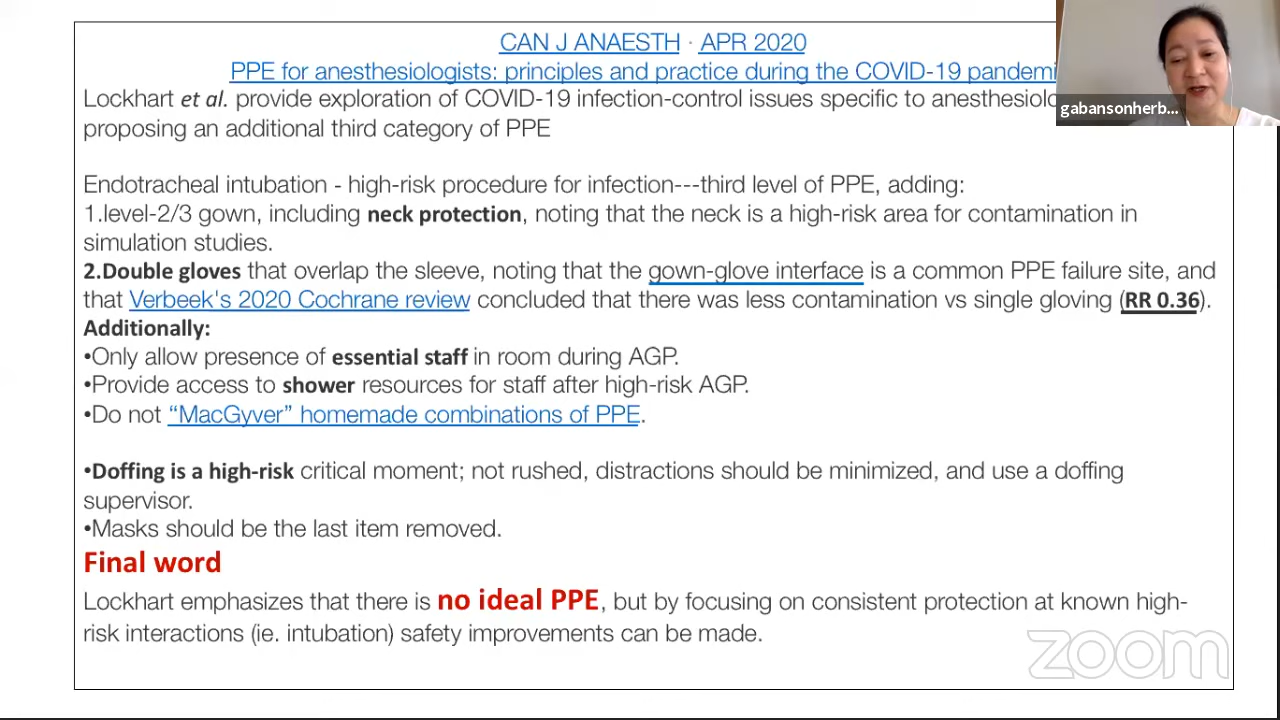 CAN J ANAESTH · APR 2020
PPE for anesthesiologists: principles and practice during the COVID-19 pandemi
Lockhart et al. provide exploration of COVID-19 infection-control issues specific to
proposing an additional third category of PPE
gabansonherb...
Endotracheal intubation - high-risk procedure for infection---third level of PPE, adding:
1.level-2/3 gown, including neck protection, noting that the neck is a high-risk area for contamination in
simulation studies.
2.Double gloves that overlap the sleeve, noting that the gown-glove interface is a common PPE failure site, and
that Verbeek's 2020 Cochrane review concluded that there was less contamination vs single gloving (RR 0.36).
Additionally:
•Only allow presence of essential staff in room during AGP.
•Provide access to shower resources for staff after high-risk AGP.
•Do not “MacGyver” homemade combinations of PPE.
•Doffing is a high-risk critical moment; not rushed, distractions should be minimized, and use a doffing
supervisor.
•Masks should be the last item removed.
Final word
Lockhart emphasizes that there is no ideal PPE, but by focusing on consistent protection at known high-
risk interactions (ie. intubation) safety improvements can be made.
zoom